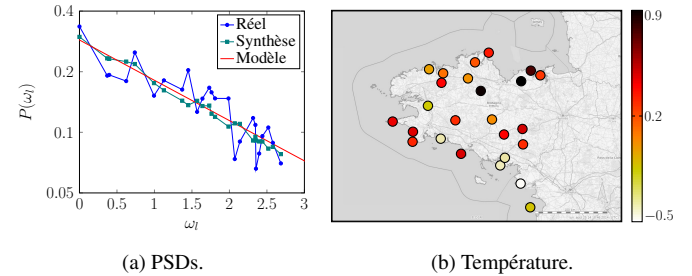 0.4
0.2
0.1
0.05
P(ω_l)
Réel
Synthèse
Modèle
0 0.5 1 1.5 2 2.5 3
ω_l
0.9
0.2
−0.5
(a) PSDs.
(b) Température.